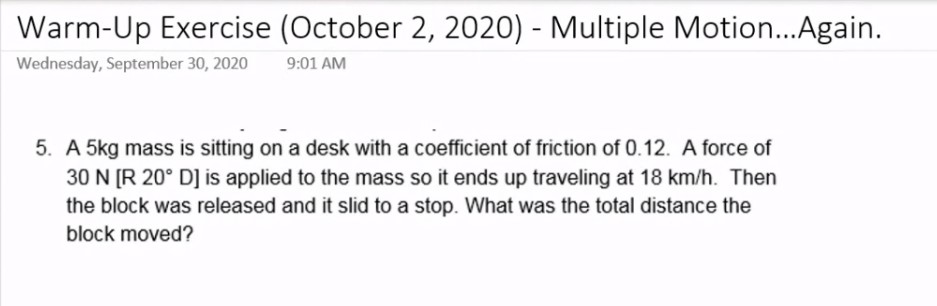 Warm-Up Exercise (October 2, 2020) - Multiple Motion...Again.
Wednesday, September 30, 2020 9:01 AM
5. A 5kg mass is sitting on a desk with a coefficient of friction of 0.12. A force of
30 N [R 20° D] is applied to the mass so it ends up traveling at 18 km/h. Then
the block was released and it slid to a stop. What was the total distance the
block moved?